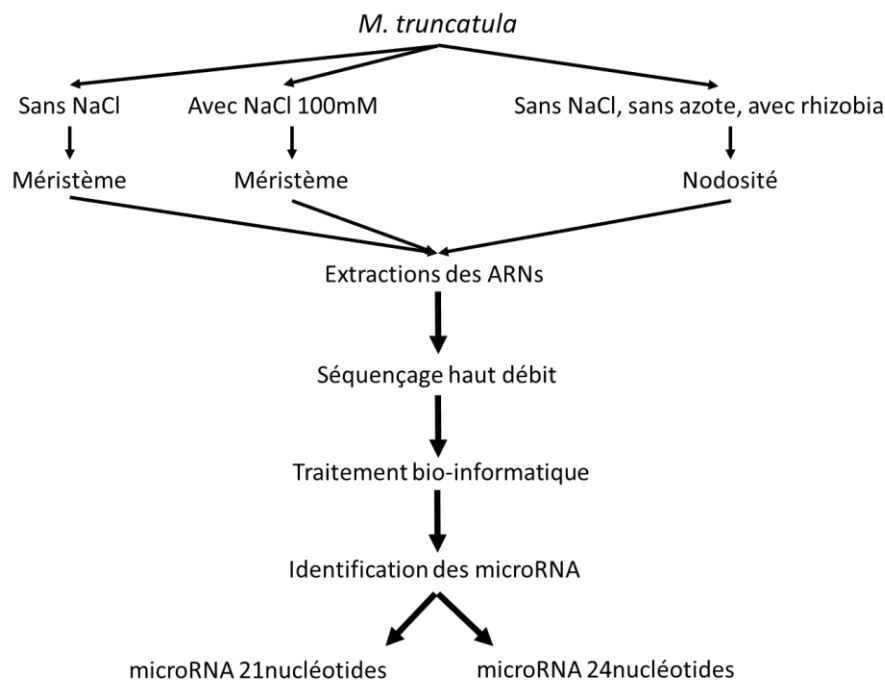 M. truncatula
Sans NaCl
Avec NaCl 100mM
Sans NaCl, sans azote, avec rhizobia
Méristème
Méristème
Nodosité
Extractions des ARNs
Séquençage haut débit
Traitement bio-informatique
Identification des microRNA
microRNA 21nucléotides
microRNA 24nucléotides